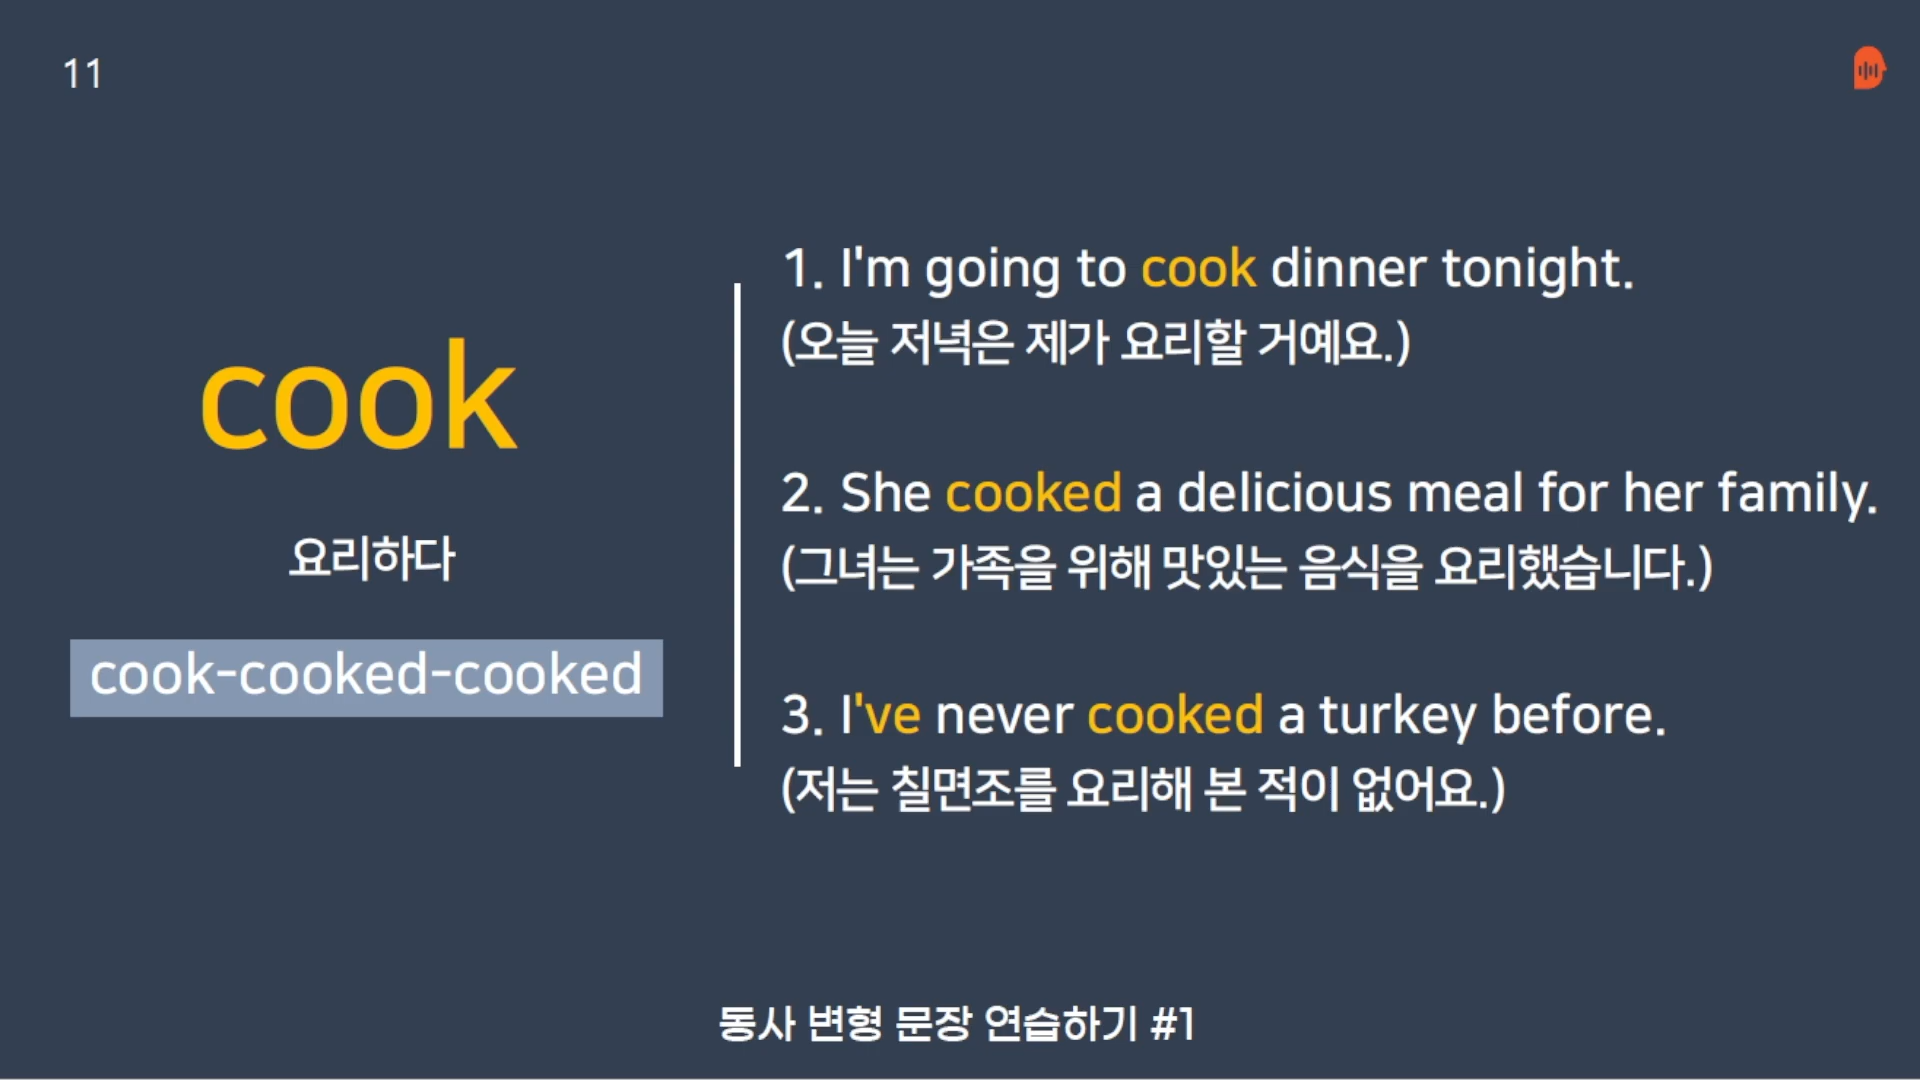 11
cook
요리하다
cook-cooked-cooked
1. I'm going to cook dinner tonight.
(오늘 저녁은 제가 요리할 거예요.)
2. She cooked a delicious meal for her family.
(그녀는 가족을 위해 맛있는 음식을 요리했습니다.)
3. I've never cooked a turkey before.
(저는 칠면조를 요리해 본 적이 없어요.)
동사 변형 문장 연습하기 #1